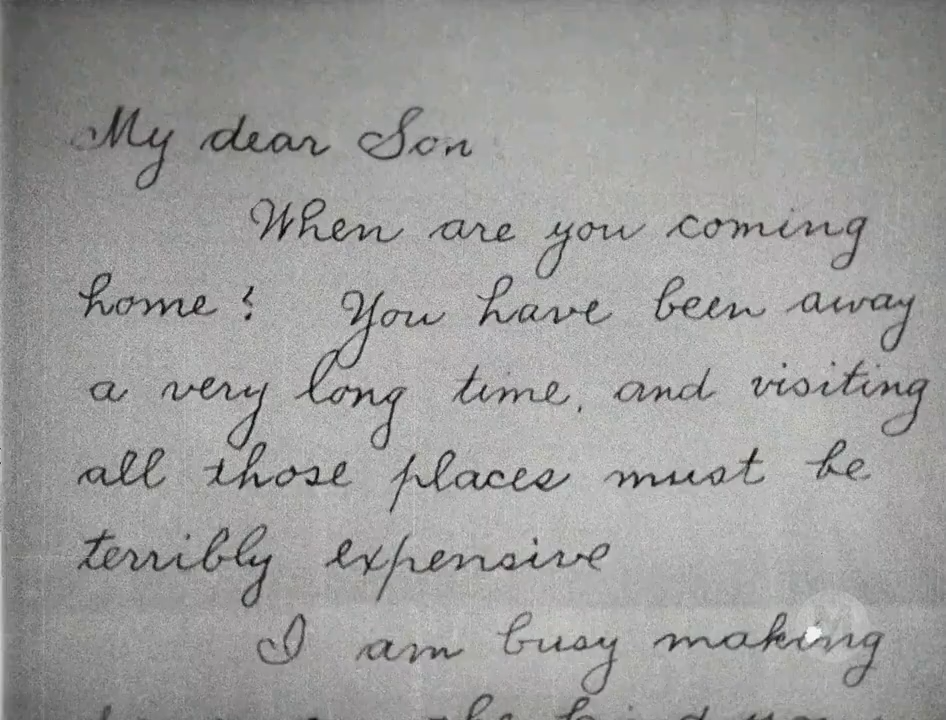 My dear Son
When are you coming
home? You have been away
a very long time, and visiting
all those places must be
terribly expensive
I am busy making